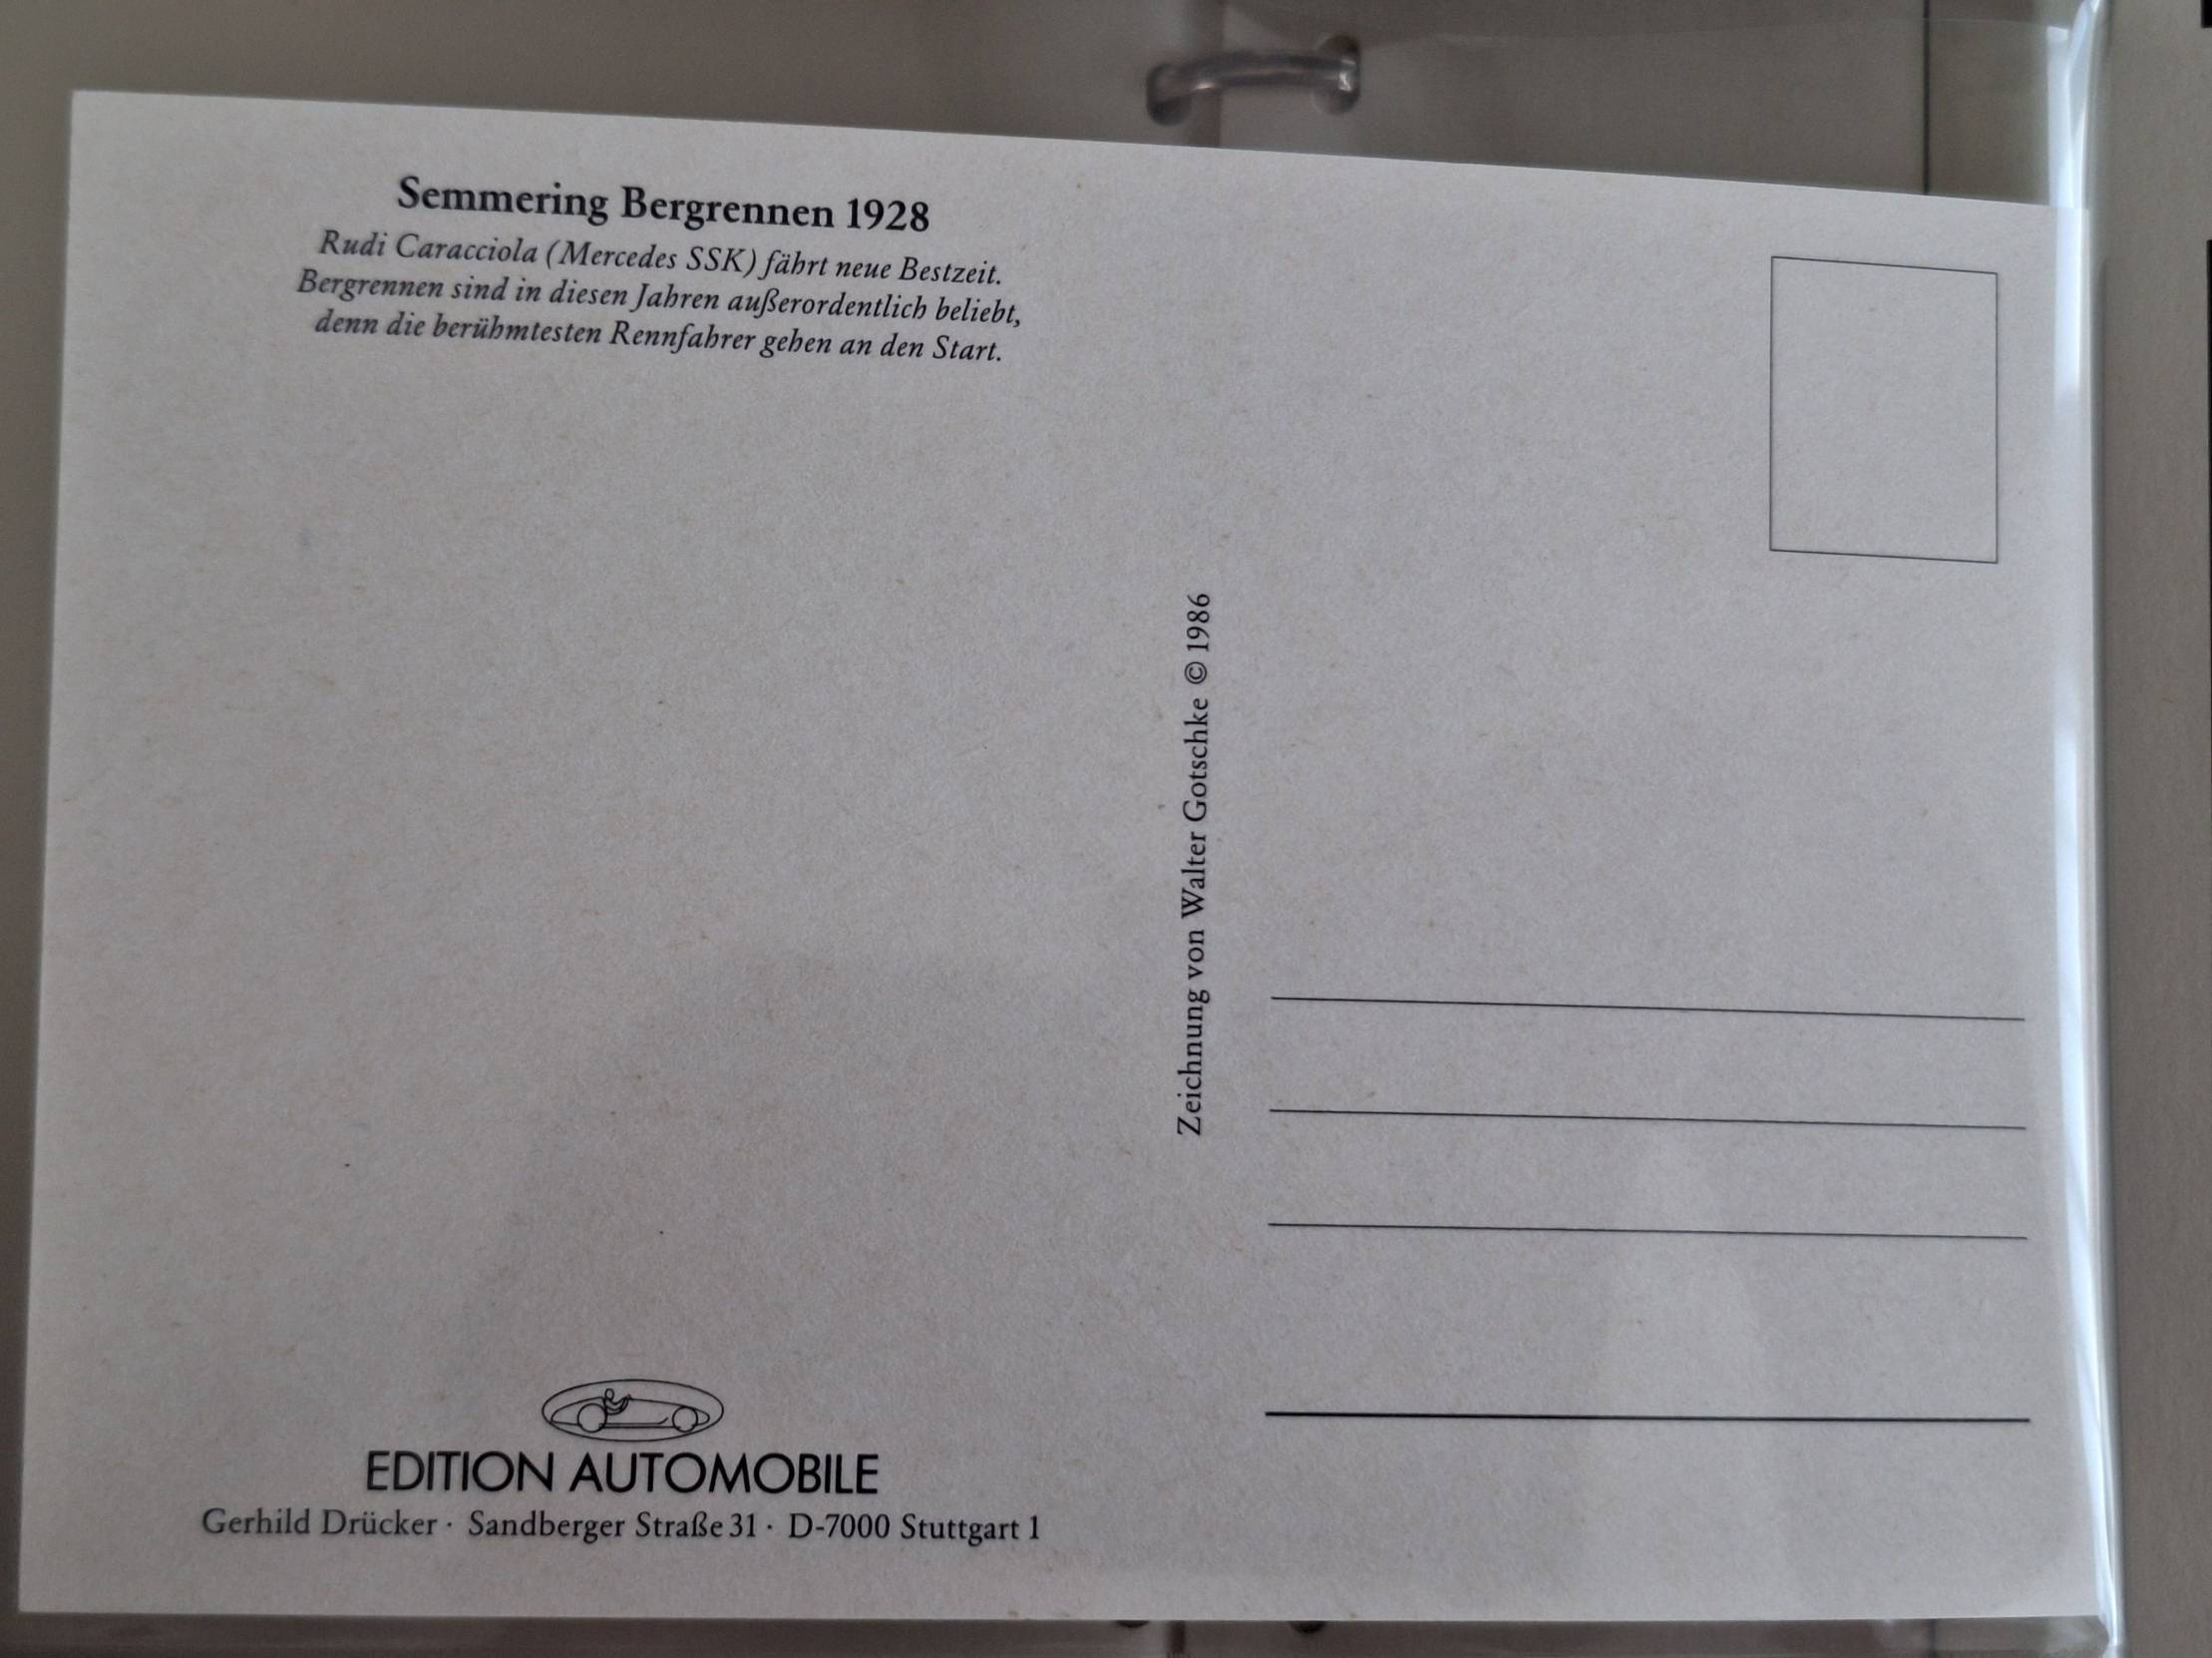 Semmering Bergrennen 1928
Rudi Caracciola (Mercedes SSK) fährt neue Bestzeit.
Bergrennen sind in diesen Jahren außerordentlich beliebt,
denn die berühmtesten Rennfahrer gehen an den Start.
Zeichnung von Walter Gotschke © 1986
EDITION AUTOMOBILE
Gerhild Drücker · Sandberger Straße 31 · D-7000 Stuttgart 1